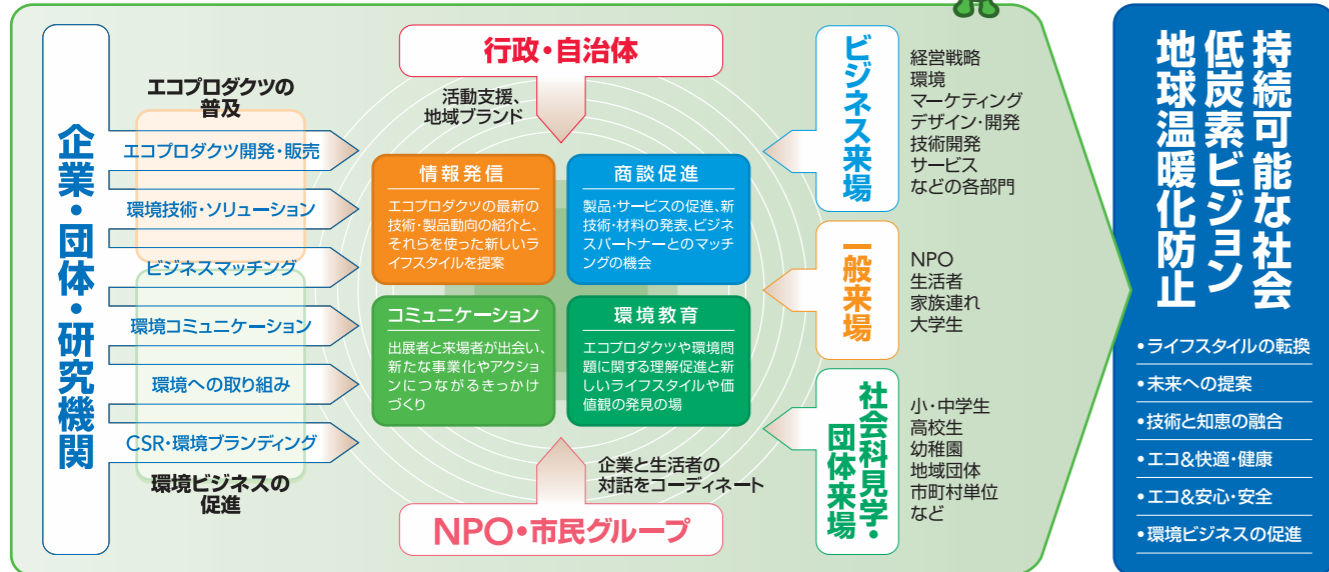 企業・団体・研究機関
エコプロダクツの
普及
エコプロダクツ開発・販売
環境技術・ソリューション
ビジネスマッチング
環境コミュニケーション
環境への取り組み
CSR・環境ブランディング
環境ビジネスの
促進
行政・自治体
活動支援、
地域ブランド
情報発信
エコプロダクツの最新の
技術・製品動向の紹介と、
それらを使った新しいラ
イフスタイルを提案
商談促進
製品・サービスの促進、新
技術・材料の発表、ビジネ
スパートナーとのマッチ
ングの機会
コミュニケーション
出展者と来場者が出会い、
新たな事業化やアクショ
ンにつながるきっかけ
づくり
環境教育
エコプロダクツや環境問
題に関する理解促進と新
しいライフスタイルや価
値観の発見の場
企業と生活者の
対話をコーディネート
NPO・市民グループ
ビジネス来場
経営戦略
環境
マーケティング
デザイン・開発
技術開発
サービス
などの各部門
一般来場
NPO
生活者
家族連れ
大学生
社会科見学・
団体来場
小・中学生
高校生
幼稚園
地域団体
市町村単位
など
持続可能な社会
低炭素ビジョン
地球温暖化防止
•ライフスタイルの転換
•未来への提案
•技術と知恵の融合
•エコ&快適・健康
•エコ&安心・安全
•環境ビジネスの促進